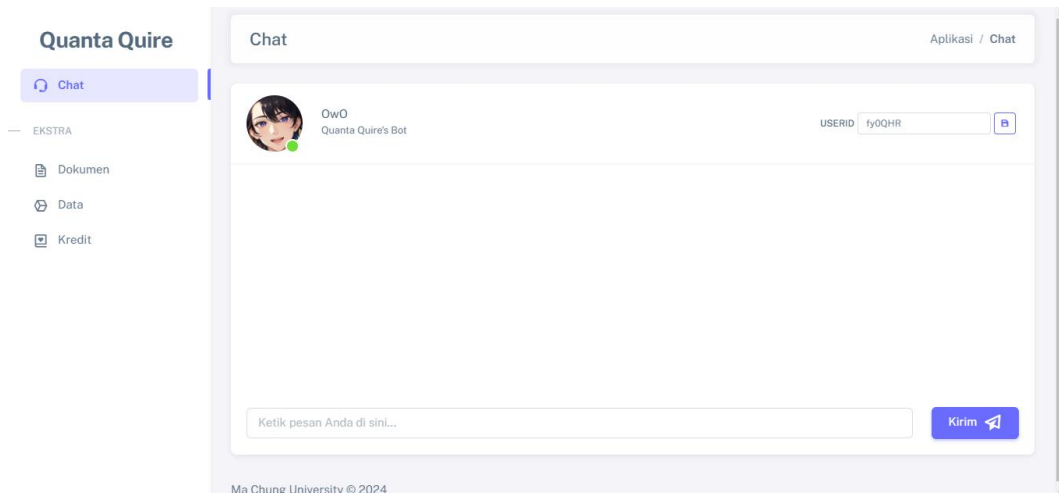 Quanta Quire
Chat
EKSTRA
Dokumen
Data
Kredit
Chat
Aplikasi / Chat
OwO
Quanta Quire's Bot
USERID fy0QHR
Ketik pesan Anda di sini...
Kirim
Ma Chung University © 2024